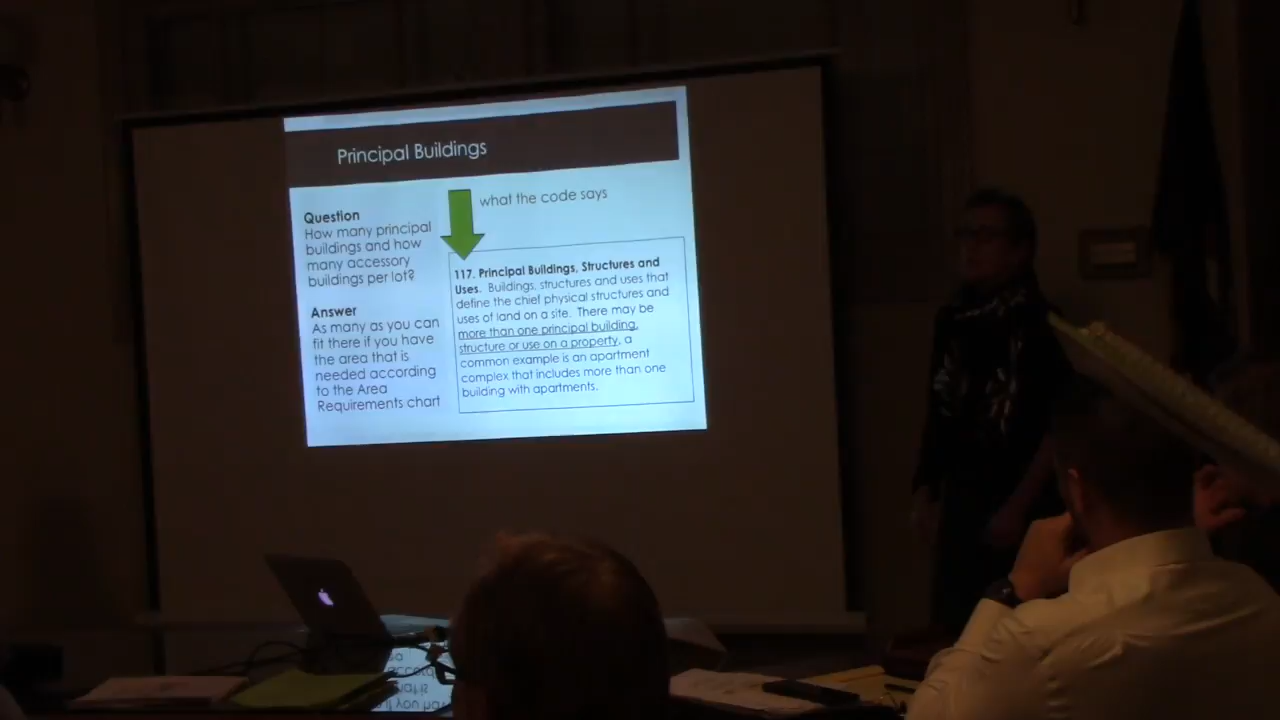 Principal Buildings
what the code says
Question
How many principal
buildings and how
many accessory
buildings per lot?
Answer
As many as you can
fit there if you have
the area that is
needed according
to the Area
Requirements chart
117. Principal Buildings, Structures and
Uses. Buildings, structures and uses that
define the chief physical structures and
uses of land on a site. There may be
more than one principal building,
structure or use on a property, a
common example is an apartment
complex that includes more than one
building with apartments.